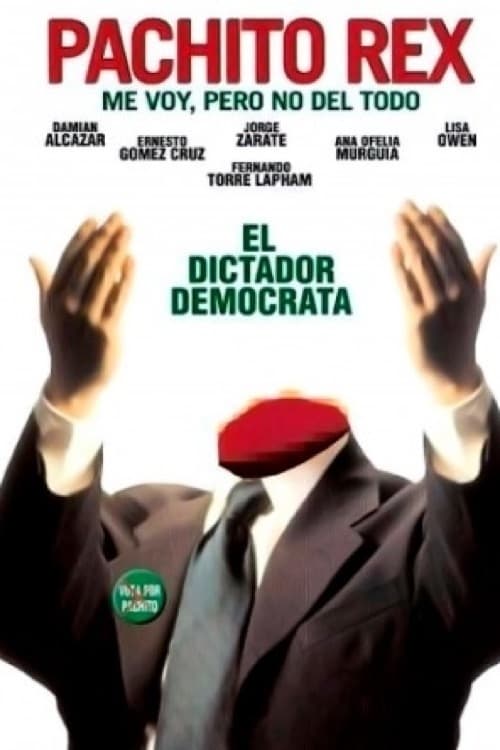 PACHITO REX
ME VOY, PERO NO DEL TODO
DAMIAN
ALCAZAR
ERNESTO
GOMEZ CRUZ
JORGE
ZARATE
FERNANDO
TORRE LAPHAM
ANA OFELIA
MURGUIA
LISA
OWEN
EL
DICTADOR
DEMOCRATA
VOTA POR
PACHITO